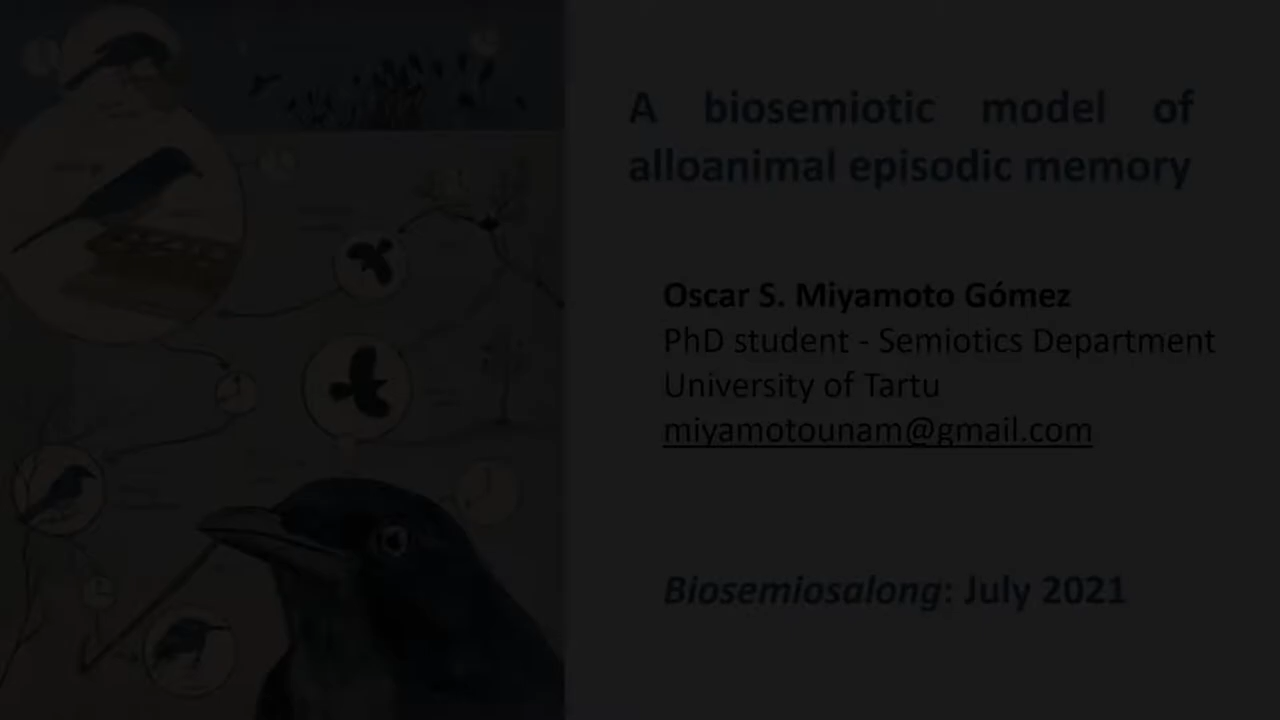 A biosemiotic model of
alloanimal episodic memory
Oscar S. Miyamoto Gómez
PhD student - Semiotics Department
University of Tartu
miyamotounam@gmail.com
Biosemiosalong: July 2021